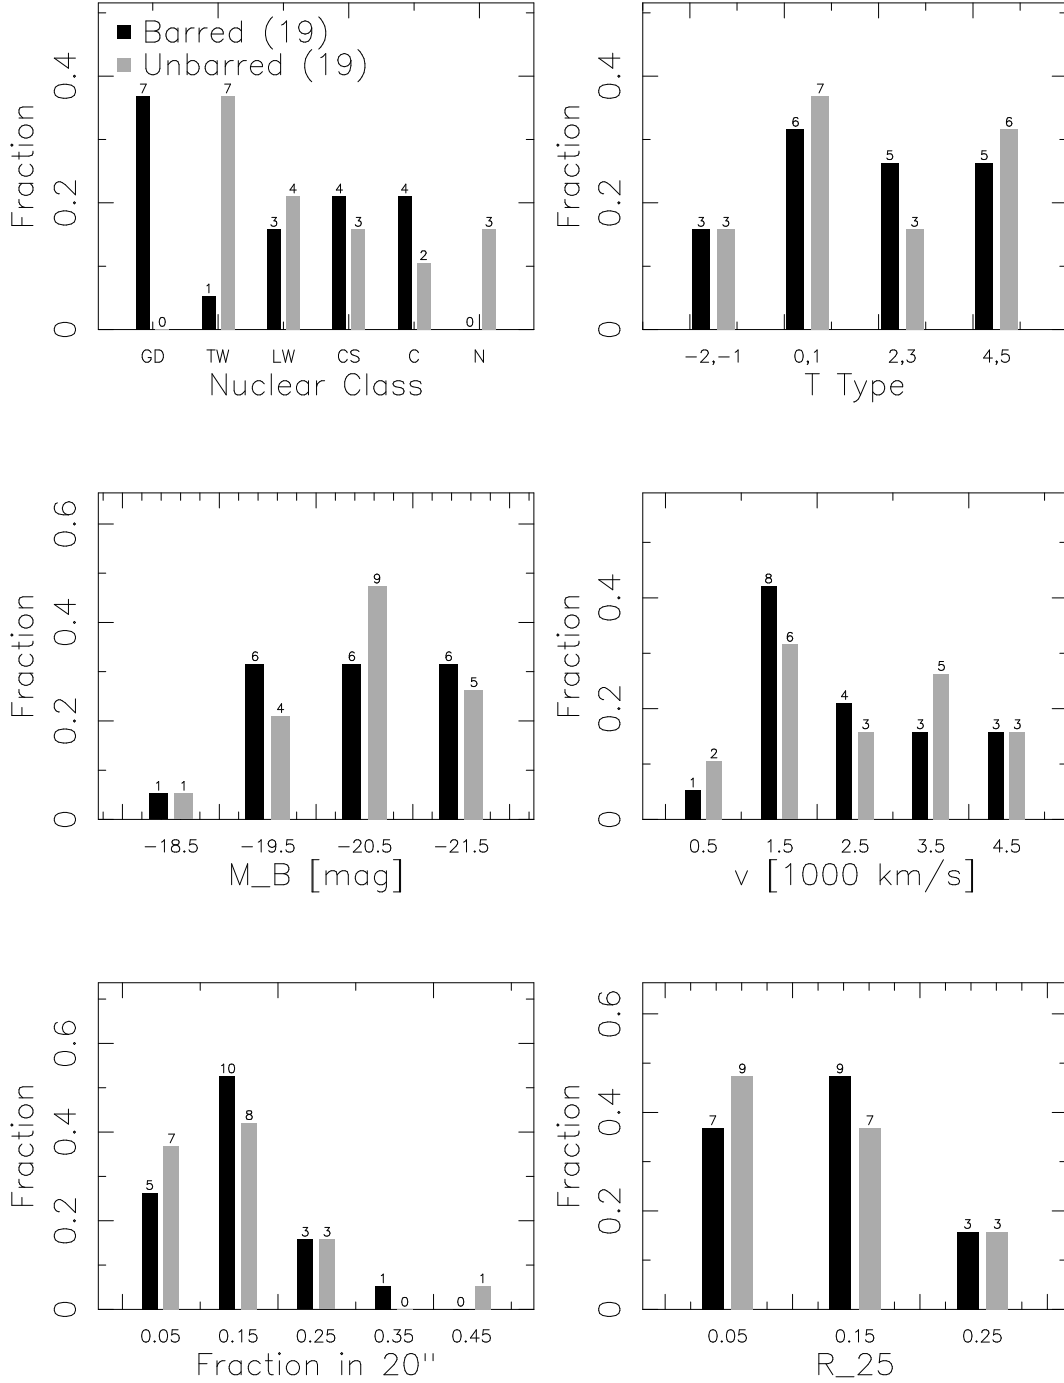 Barred (19)
Unbarred (19)
Fraction
0 0.2 0.4
7 0 1 7 3 4 4 3 4 2 0 3
GD TW LW CS C N
Nuclear Class
Fraction
0 0.2 0.4
3 3 6 7 5 3 5 6
−2,−1 0,1 2,3 4,5
T Type
Fraction
0 0.2 0.4 0.6
1 1 6 4 6 9 6 5
−18.5 −19.5 −20.5 −21.5
M_B [mag]
Fraction
0 0.2 0.4
1 2 8 6 4 3 3 5 3 3
0.5 1.5 2.5 3.5 4.5
v [1000 km/s]
Fraction
0 0.2 0.4 0.6
5 7 10 8 3 3 1 0 0 1
0.05 0.15 0.25 0.35 0.45
Fraction in 20"
Fraction
0 0.2 0.4 0.6
7 9 9 7 3 3
0.05 0.15 0.25
R_25